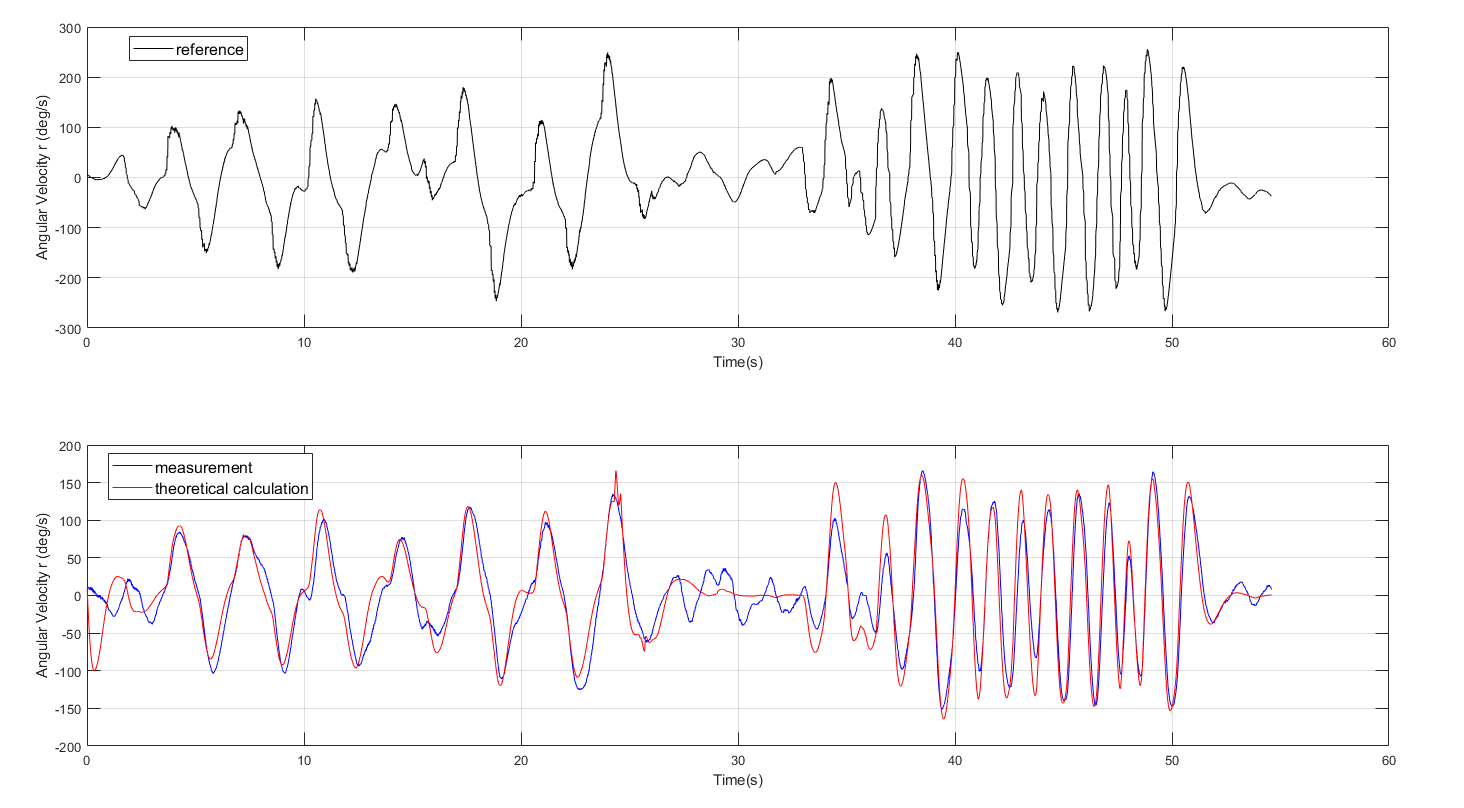 300
200
100
0
-100
-200
-300
Angular Velocity r (deg/s)
reference
0 10 20 30 40 50 60
Time(s)
200
150
100
50
0
-50
-100
-150
-200
Angular Velocity r (deg/s)
measurement
theoretical calculation
0 10 20 30 40 50 60
Time(s)